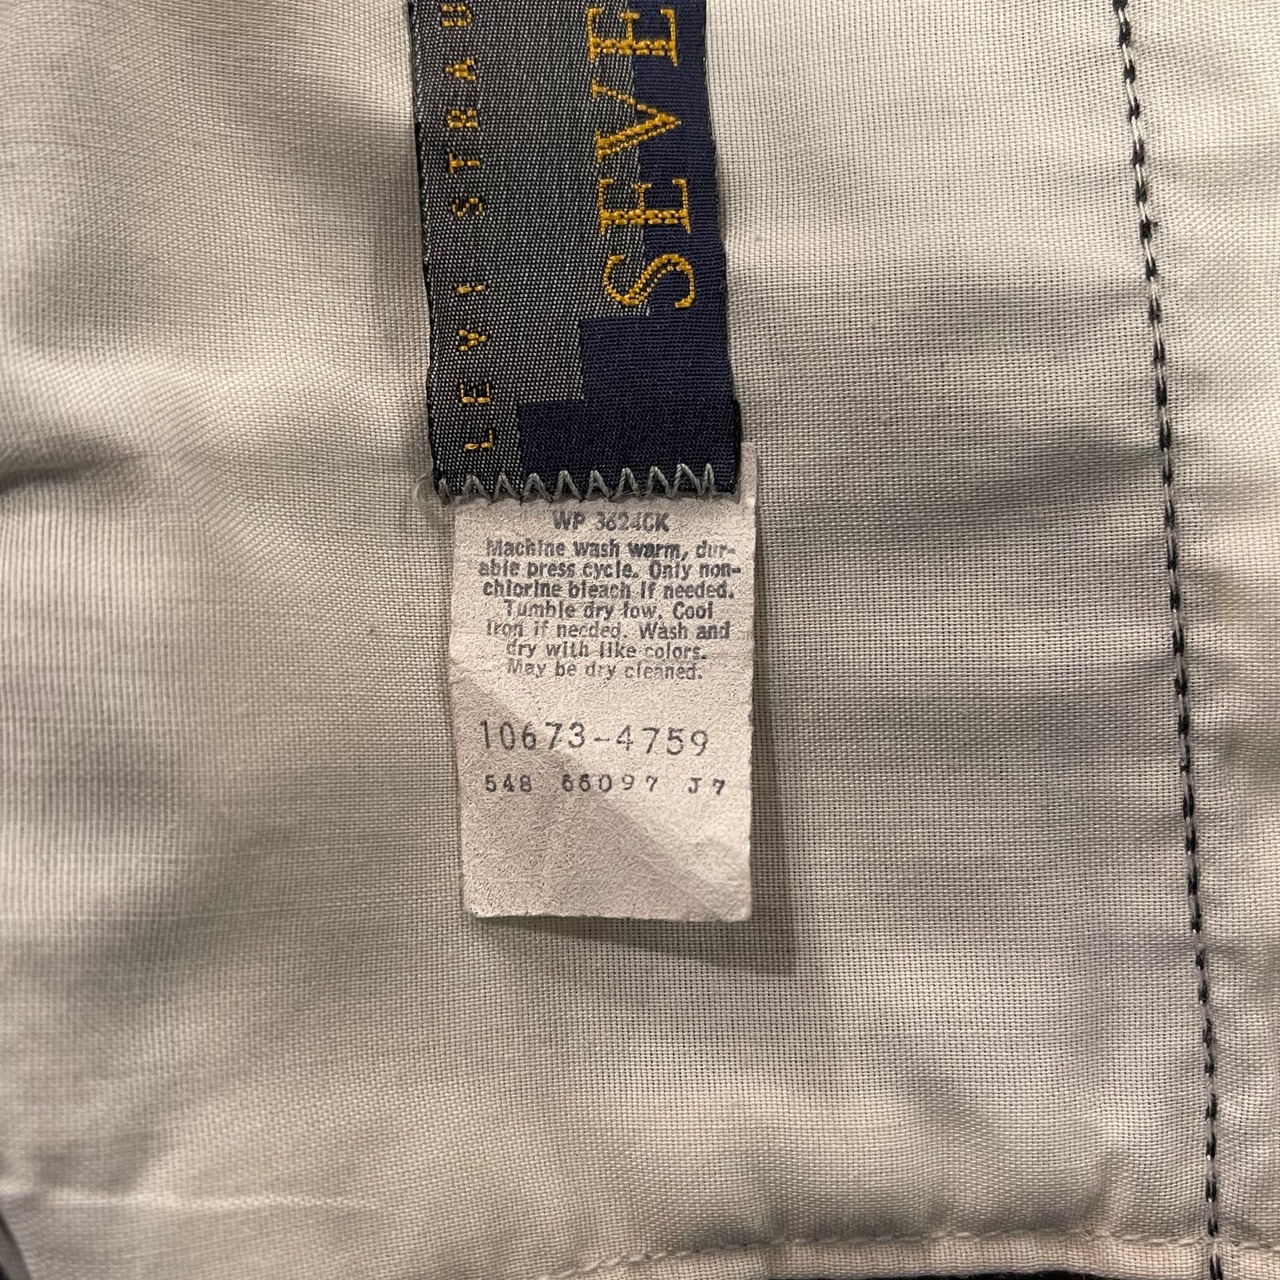 LEVI STRAU
SEVE
WP 3624CK
Machine wash warm, dur-
able press cycle. Only non-
chlorine bleach if needed.
Tumble dry low. Cool
iron if needed. Wash and
dry with like colors.
May be dry cleaned.
10673-4759
548 66097 J7